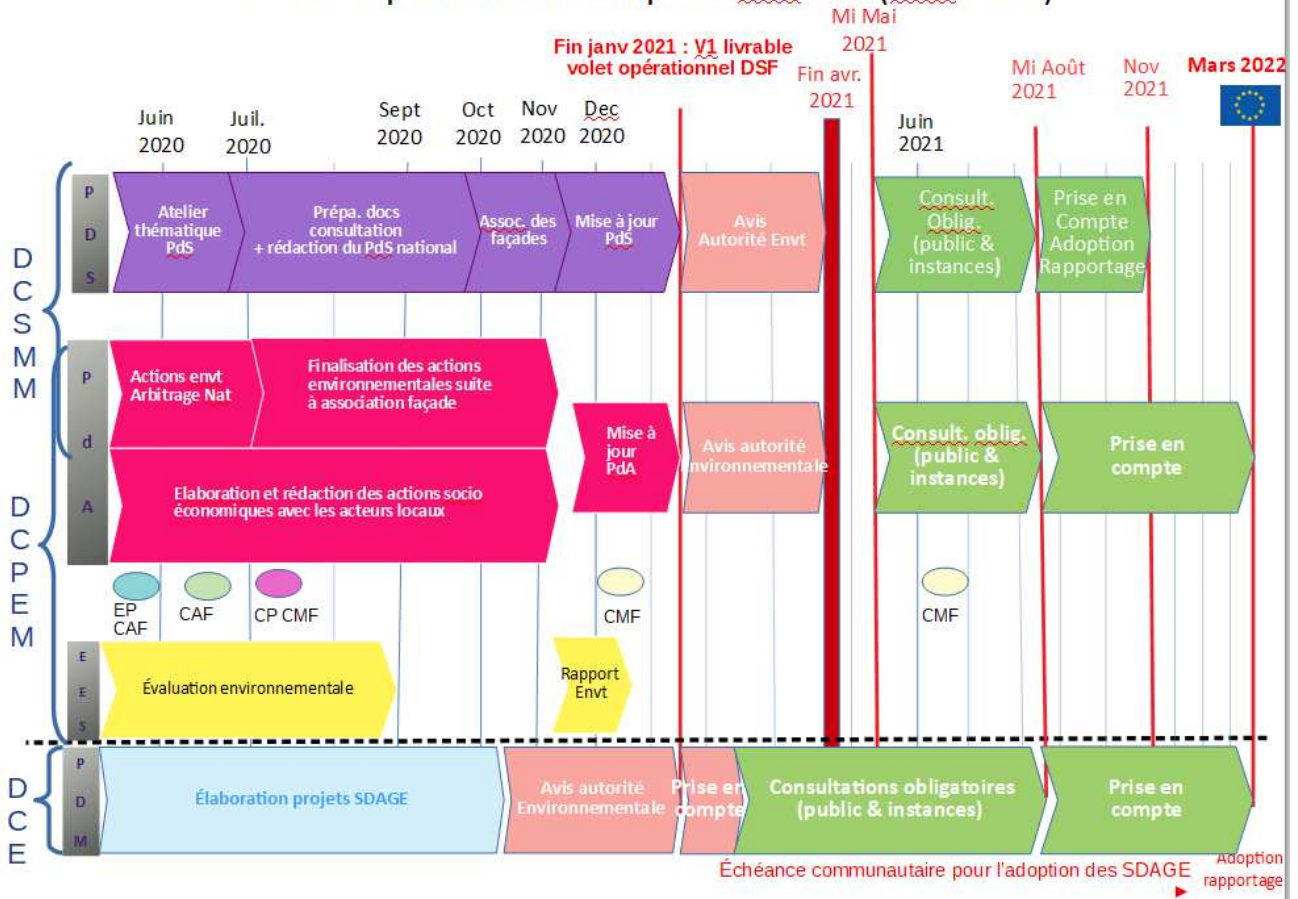 Mi Mai
2021
Fin janv 2021 : V1 livrable
volet opérationnel DSF
Fin avr.
2021
Mi Août
2021
Nov
2021
Mars 2022
Juin
2020
Juil.
2020
Sept
2020
Oct
2020
Nov
2020
Dec
2020
Juin
2021
DCSMM
PDS
Atelier
thématique
PdS
Prépa. docs
consultation
+ rédaction du PdS national
Assoc. des
façades
Mise à jour
PdS
Avis
Autorité Envt
Consult.
Oblig.
(public &
instances)
Prise en
Compte
Adoption
Rapportage
DCPEM
PdA
Actions envt
Arbitrage Nat
Finalisation des actions
environnementales suite
à association façade
Elaboration et rédaction des actions socio
économiques avec les acteurs locaux
Mise à
jour
PdA
Avis autorité
Environnementale
Consult. oblig.
(public &
instances)
Prise en
compte
EP
CAF
CAF
CP CMF
CMF
CMF
EES
Évaluation environnementale
Rapport
Envt
DCE
PDM
Élaboration projets SDAGE
Avis autorité
Environnementale
Prise en
compte
Consultations obligatoires
(public & instances)
Prise en
compte
Échéance communautaire pour l'adoption des SDAGE
Adoption
rapportage